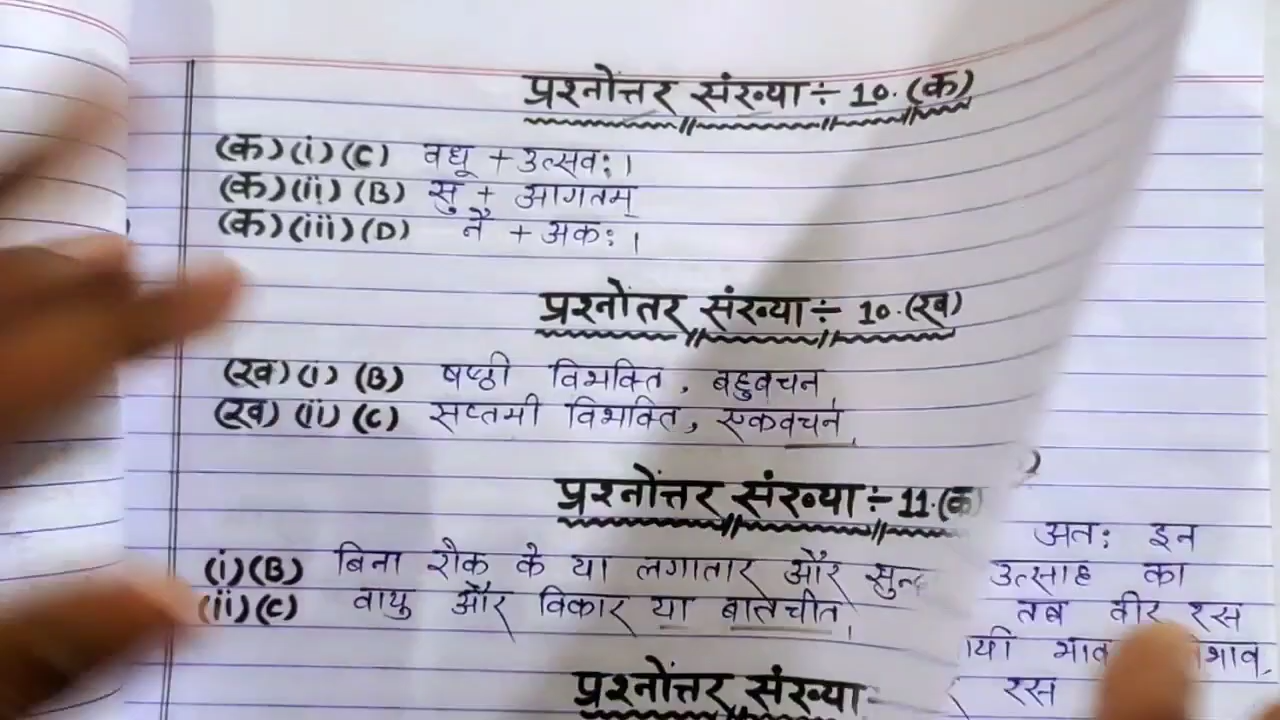 प्रश्नोंत्तर संख्या ÷ 10.(क)
(क)(i)(C) वधू + उत्सवः।
(क)(ii)(B) सु + आगतम्
(क)(iii)(D) नै + अकः।
प्रश्नोंतर संख्या ÷ 10.(ख)
(ख)(i)(B) षष्ठी विभक्ति, बहुवचन,
(ख)(ii)(C) सप्तमी विभक्ति, एकवचन,
प्रश्नोंत्तर संख्या ÷ 11.(क
(i)(B) बिना रोक के या लगातार और
(ii)(C) वायु और विकार या बातचीत,
प्रश्नोंत्तर संख्या
अतः इन
उत्साह का
तब वीर रस
रस